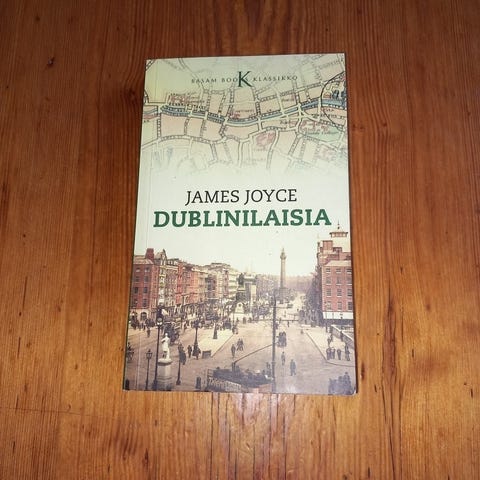 BASAM BOOKS K KLASSIKKO
JAMES JOYCE
DUBLINILAISIA